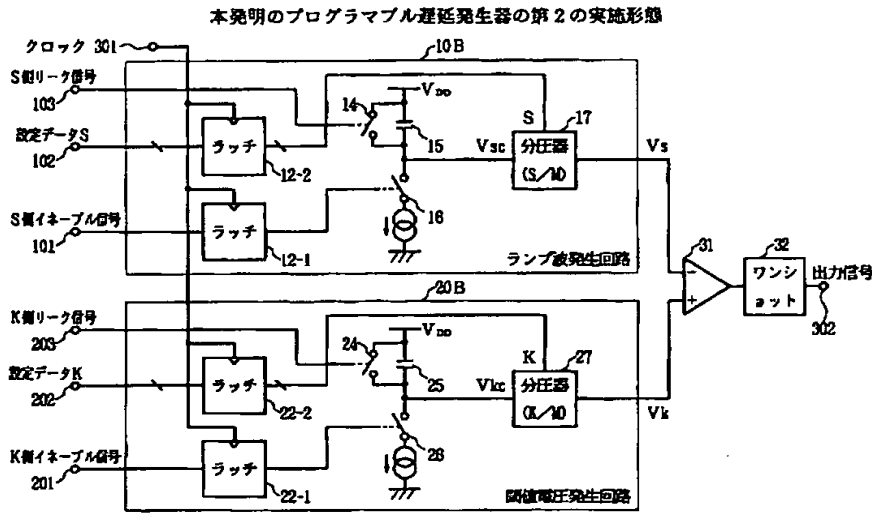 本発明のプログラマブル遅延発生器の第2の実施形態
クロック 301
10B
S側リーク信号
103
設定データS
102
ラッチ
12-2
S側イネーブル信号
101
ラッチ
12-1
14
VDD
15
16
Vsc
S
17
分圧器
(S/M)
Vs
ランプ波発生回路
20B
K側リーク信号
203
設定データK
202
ラッチ
22-2
K側イネーブル信号
201
ラッチ
22-1
24
VDD
25
26
Vkc
K
27
分圧器
(K/M)
Vk
閾値電圧発生回路
31
−
+
32
ワンシ
ョット
出力信号
302